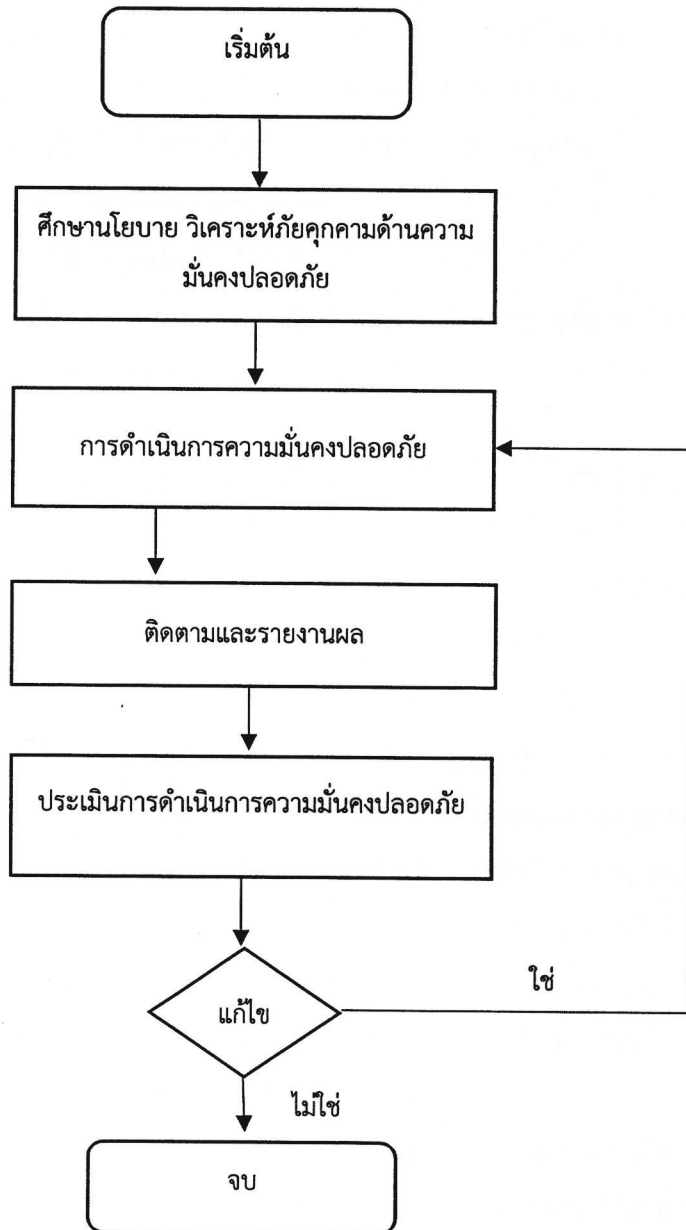 เริ่มต้น
ศึกษานโยบาย วิเคราะห์ภัยคุกคามด้านความ
มั่นคงปลอดภัย
การดำเนินการความมั่นคงปลอดภัย
ติดตามและรายงานผล
ประเมินการดำเนินการความมั่นคงปลอดภัย
แก้ไข
ใช่
ไม่ใช่
จบ